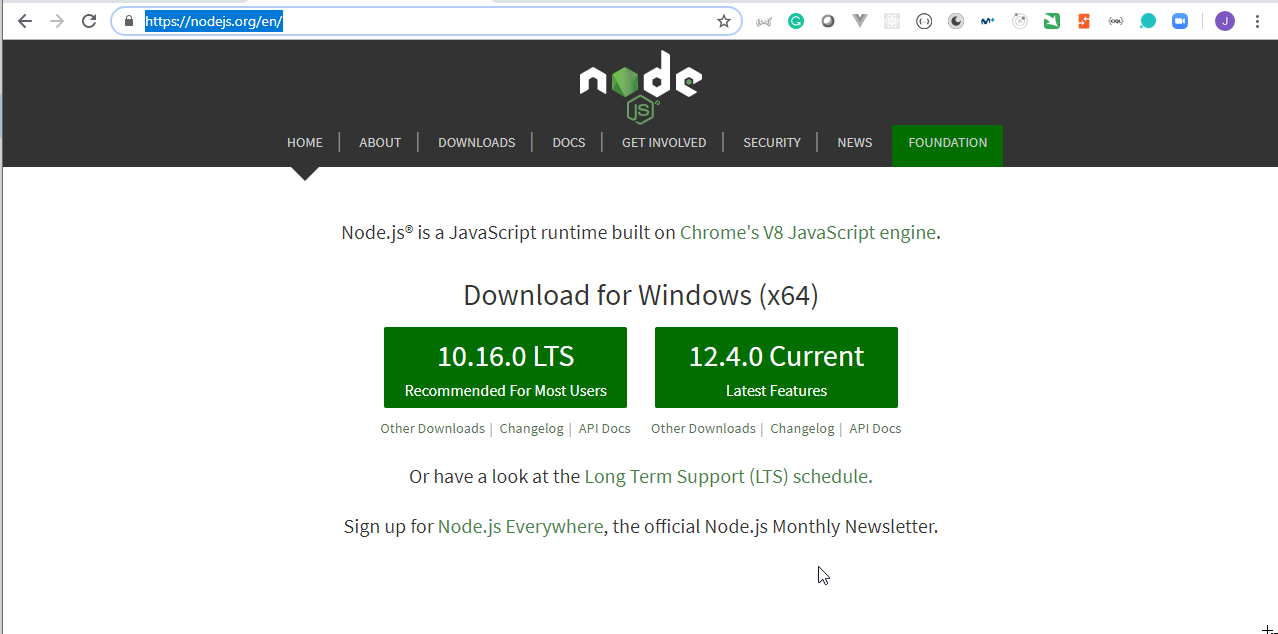 https://nodejs.org/en/
J
node
JS
HOME | ABOUT | DOWNLOADS | DOCS | GET INVOLVED | SECURITY | NEWS FOUNDATION
Node.js® is a JavaScript runtime built on Chrome's V8 JavaScript engine.
Download for Windows (x64)
10.16.0 LTS
Recommended For Most Users
12.4.0 Current
Latest Features
Other Downloads | Changelog | API Docs
Other Downloads | Changelog | API Docs
Or have a look at the Long Term Support (LTS) schedule.
Sign up for Node.js Everywhere, the official Node.js Monthly Newsletter.